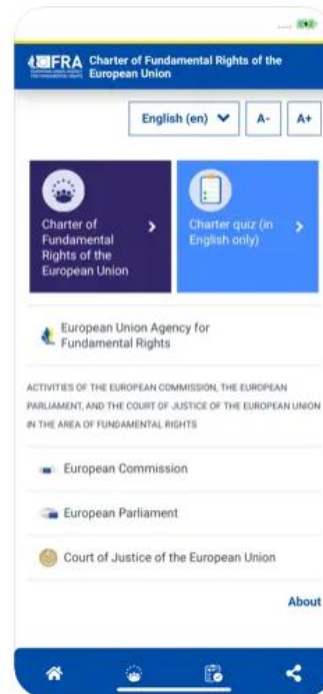 FRA
Charter of Fundamental Rights of the
European Union
English (en)
A-
A+
Charter of
Fundamental
Rights of the
European Union
Charter quiz (in
English only)
European Union Agency for
Fundamental Rights
ACTIVITIES OF THE EUROPEAN COMMISSION, THE EUROPEAN
PARLIAMENT, AND THE COURT OF JUSTICE OF THE EUROPEAN UNION
IN THE AREA OF FUNDAMENTAL RIGHTS
European Commission
European Parliament
Court of Justice of the European Union
About